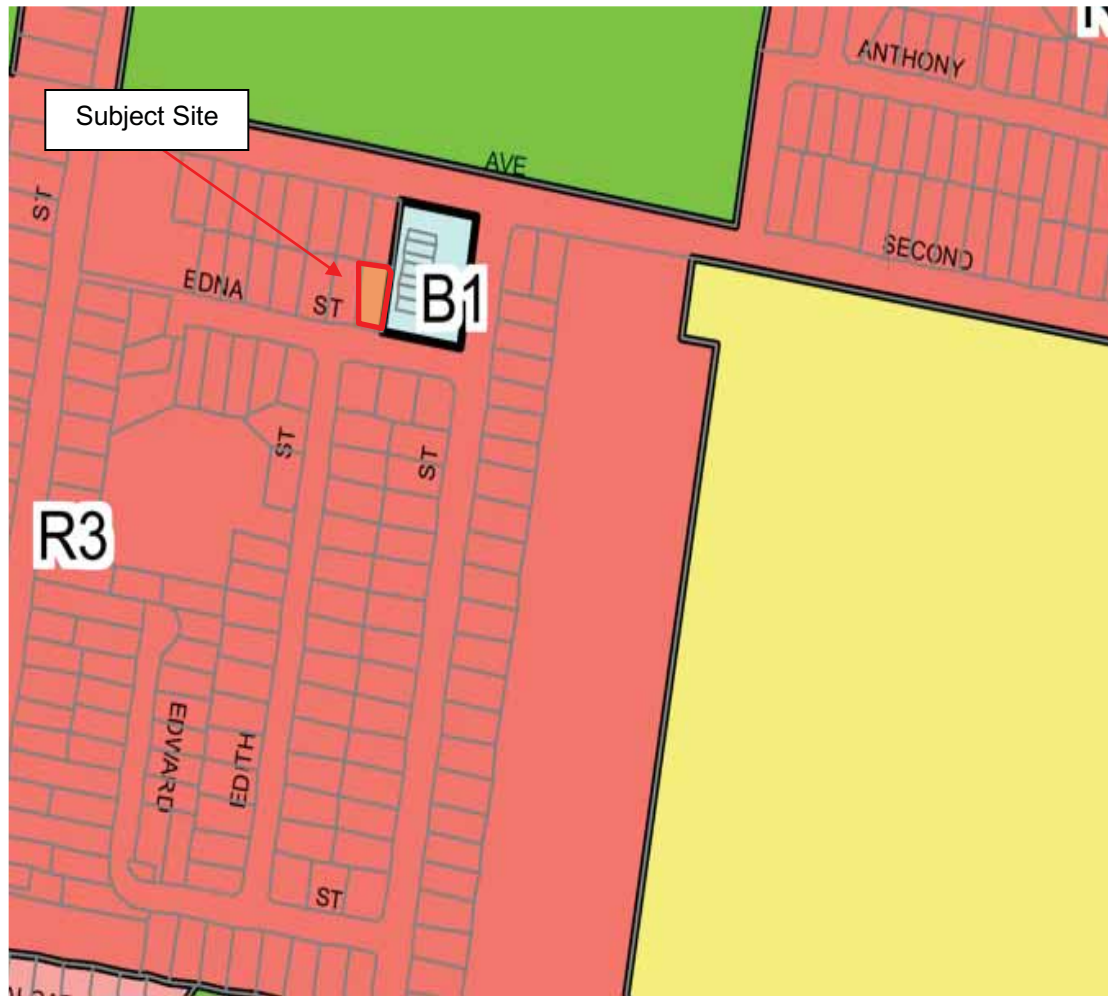 ANTHONY
Subject Site
AVE
ST
SECOND
EDNA
ST
B1
ST
ST
R3
EDWARD
EDITH
ST